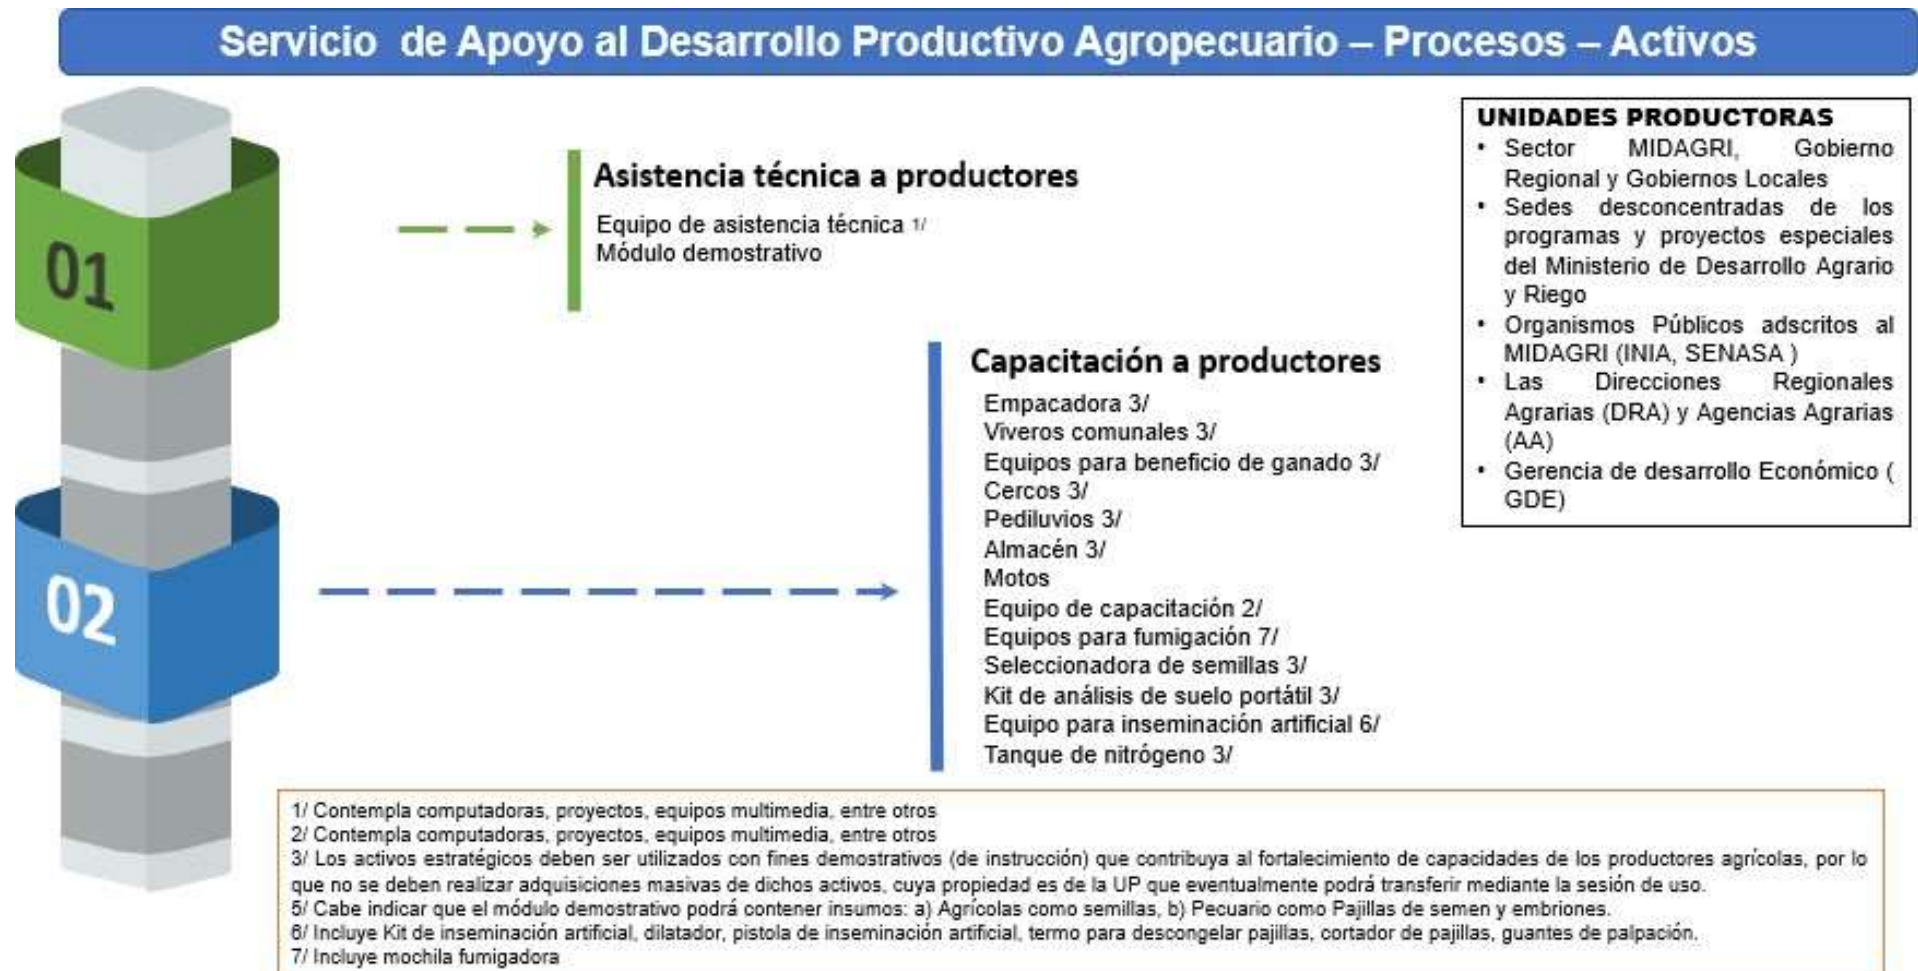 Servicio de Apoyo al Desarrollo Productivo Agropecuario – Procesos – Activos
01
Asistencia técnica a productores
Equipo de asistencia técnica 1/
Módulo demostrativo
02
Capacitación a productores
Empacadora 3/
Viveros comunales 3/
Equipos para beneficio de ganado 3/
Cercos 3/
Pediluvios 3/
Almacén 3/
Motos
Equipo de capacitación 2/
Equipos para fumigación 7/
Seleccionadora de semillas 3/
Kit de análisis de suelo portátil 3/
Equipo para inseminación artificial 6/
Tanque de nitrógeno 3/
UNIDADES PRODUCTORAS
• Sector MIDAGRI, Gobierno
Regional y Gobiernos Locales
• Sedes desconcentradas de los
programas y proyectos especiales
del Ministerio de Desarrollo Agrario
y Riego
• Organismos Públicos adscritos al
MIDAGRI (INIA, SENASA )
• Las Direcciones Regionales
Agrarias (DRA) y Agencias Agrarias
(AA)
• Gerencia de desarrollo Económico (
GDE)
1/ Contempla computadoras, proyectos, equipos multimedia, entre otros
2/ Contempla computadoras, proyectos, equipos multimedia, entre otros
3/ Los activos estratégicos deben ser utilizados con fines demostrativos (de instrucción) que contribuya al fortalecimiento de capacidades de los productores agrícolas, por lo
que no se deben realizar adquisiciones masivas de dichos activos, cuya propiedad es de la UP que eventualmente podrá transferir mediante la sesión de uso.
5/ Cabe indicar que el módulo demostrativo podrá contener insumos: a) Agrícolas como semillas, b) Pecuario como Pajillas de semen y embriones.
6/ Incluye Kit de inseminación artificial, dilatador, pistola de inseminación artificial, termo para descongelar pajillas, cortador de pajillas, guantes de palpación.
7/ Incluye mochila fumigadora